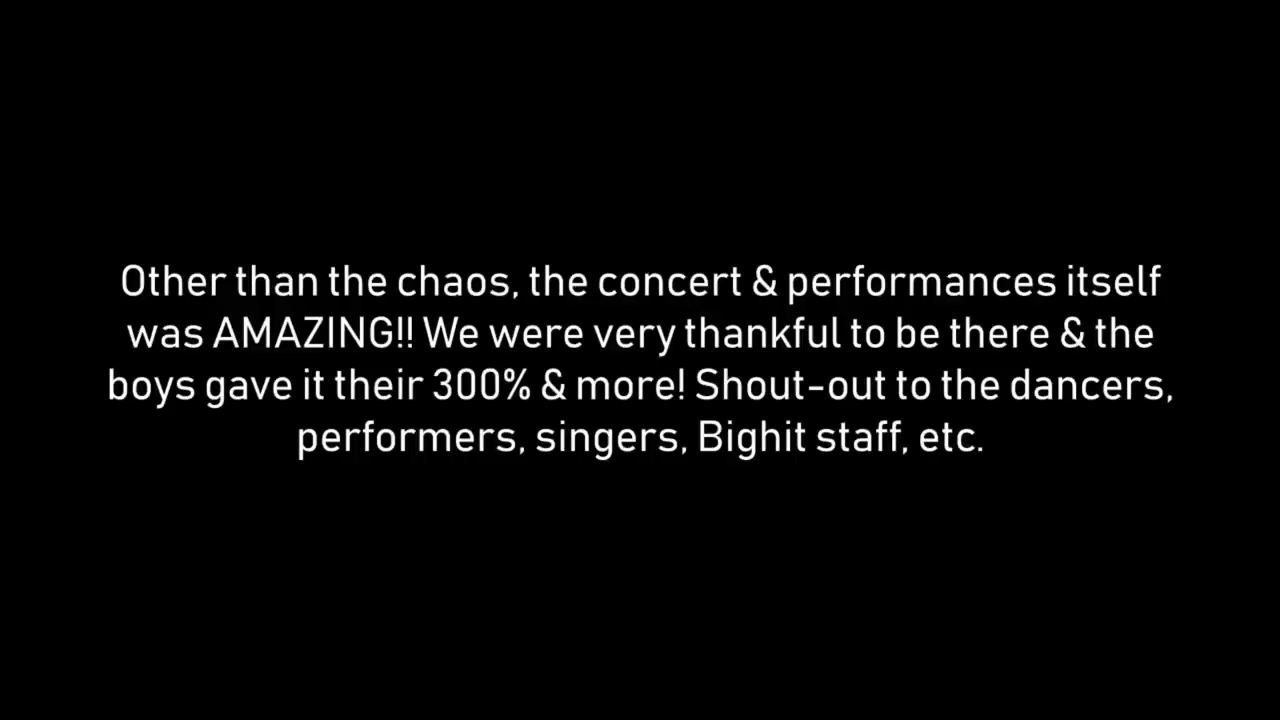 Other than the chaos, the concert & performances itself
was AMAZING!! We were very thankful to be there & the
boys gave it their 300% & more! Shout-out to the dancers,
performers, singers, Bighit staff, etc.